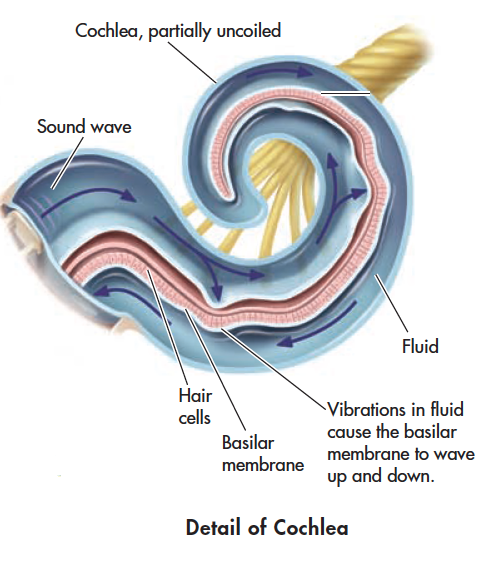 Cochlea, partially uncoiled
Sound wave
Fluid
Hair
cells
Basilar
membrane
Vibrations in fluid
cause the basilar
membrane to wave
up and down.
Detail of Cochlea